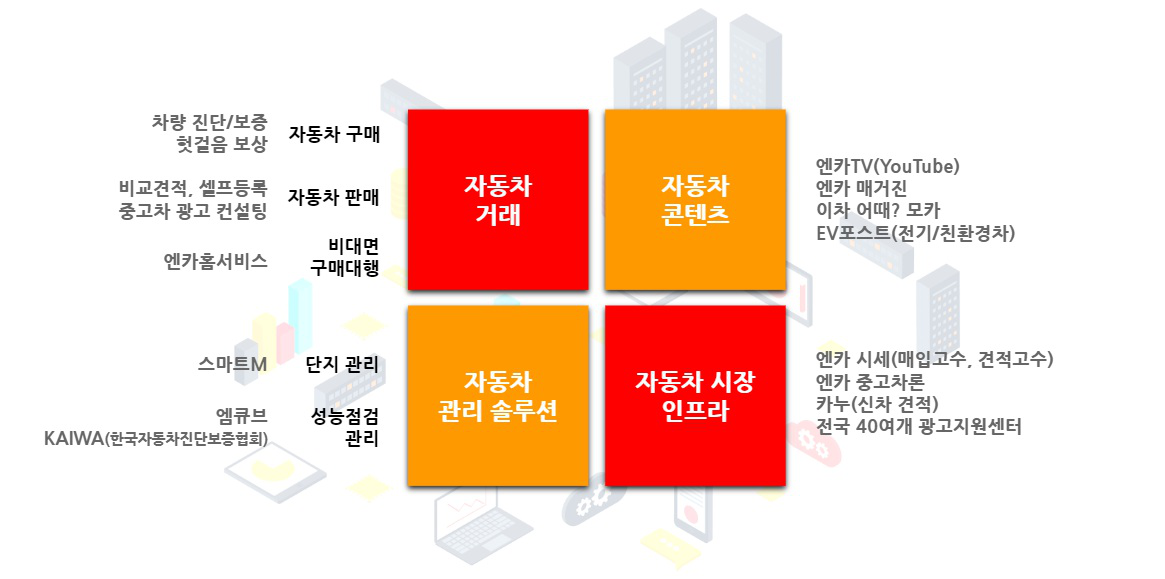 차량 진단/보증
헛걸음 보상
자동차 구매
비교견적, 셀프등록
중고차 광고 컨설팅
자동차 판매
엔카홈서비스
비대면
구매대행
자동차
거래
자동차
콘텐츠
엔카TV(YouTube)
엔카 매거진
이차 어때? 모카
EV포스트(전기/친환경차)
스마트M
단지 관리
엠큐브
KAIWA(한국자동차진단보증협회)
성능점검
관리
자동차
관리 솔루션
자동차 시장
인프라
엔카 시세(매입고수, 견적고수)
엔카 중고차론
카누(신차 견적)
전국 40여개 광고지원센터